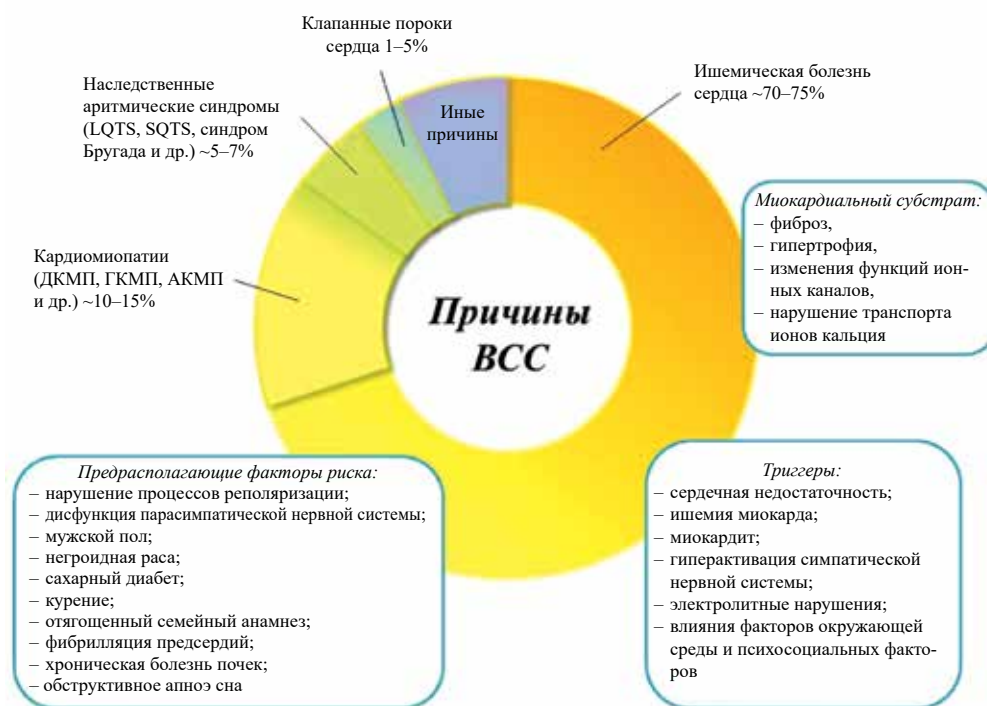 Клапанные пороки
сердца 1–5%
Наследственные
аритмические синдромы
(LQTS, SQTS, синдром
Бругада и др.) ~5–7%
Иные
причины
Ишемическая болезнь
сердца ~70–75%
Кардиомиопатии
(ДКМП, ГКМП, АКМП
и др.) ~10–15%
Причины
ВСС
Миокардиальный субстрат:
– фиброз,
– гипертрофия,
– изменения функций ион-
ных каналов,
– нарушение транспорта
ионов кальция
Предрасполагающие факторы риска:
– нарушение процессов реполяризации;
– дисфункция парасимпатической нервной системы;
– мужской пол;
– негроидная раса;
– сахарный диабет;
– курение;
– отягощенный семейный анамнез;
– фибрилляция предсердий;
– хроническая болезнь почек;
– обструктивное апноэ сна
Триггеры:
– сердечная недостаточность;
– ишемия миокарда;
– миокардит;
– гиперактивация симпатической
нервной системы;
– электролитные нарушения;
– влияния факторов окружающей
среды и психосоциальных факто-
ров